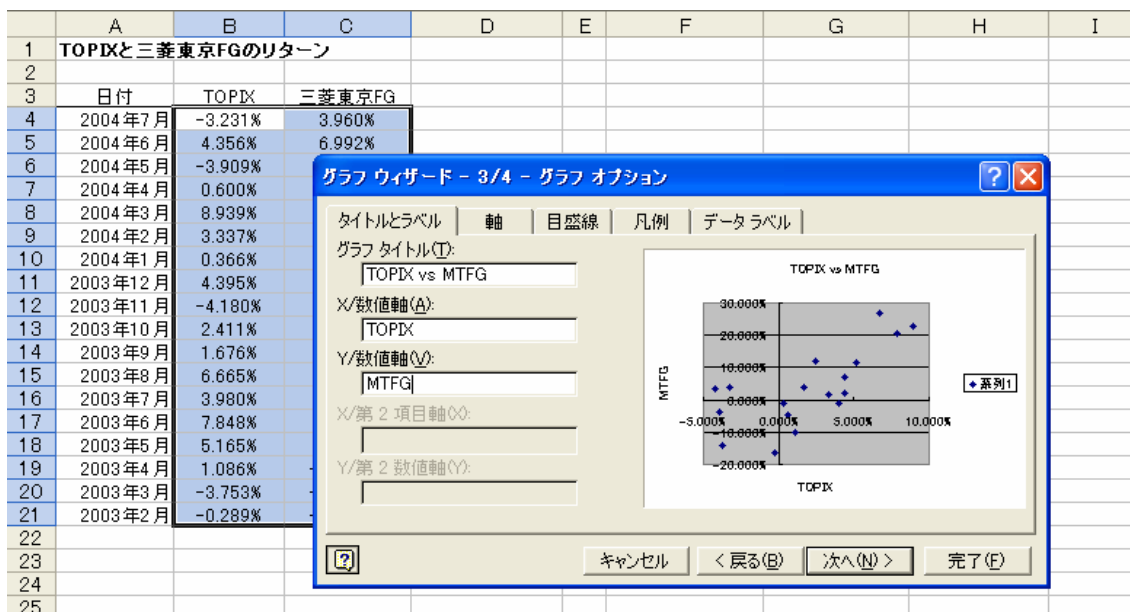 A B C D E F G H I
1 TOPIXと三菱東京FGのリターン
2
3 日付 TOPIX 三菱東京FG
4 2004年7月 -3.231% 3.960%
5 2004年6月 4.356% 6.992%
6 2004年5月 -3.909%
7 2004年4月 0.600%
8 2004年3月 8.939%
9 2004年2月 3.337%
10 2004年1月 0.366%
11 2003年12月 4.395%
12 2003年11月 -4.180%
13 2003年10月 2.411%
14 2003年9月 1.676%
15 2003年8月 6.665%
16 2003年7月 3.980%
17 2003年6月 7.848%
18 2003年5月 5.165%
19 2003年4月 1.086% -
20 2003年3月 -3.753% -
21 2003年2月 -0.289% -
22
23
24
25
グラフ ウィザード - 3/4 - グラフ オプション
タイトルとラベル 軸 目盛線 凡例 データ ラベル
グラフ タイトル(T):
TOPIX vs MTFG
X/数値軸(A):
TOPIX
Y/数値軸(V):
MTFG
X/第 2 項目軸(X):
Y/第 2 数値軸(Y):
TOPIX vs MTFG
30.000%
20.000%
10.000%
0.000%
-5.000% 0.000% 5.000% 10.000%
-10.000%
-20.000%
MTFG
TOPIX
系列1
キャンセル < 戻る(B) 次へ(N) > 完了(F)